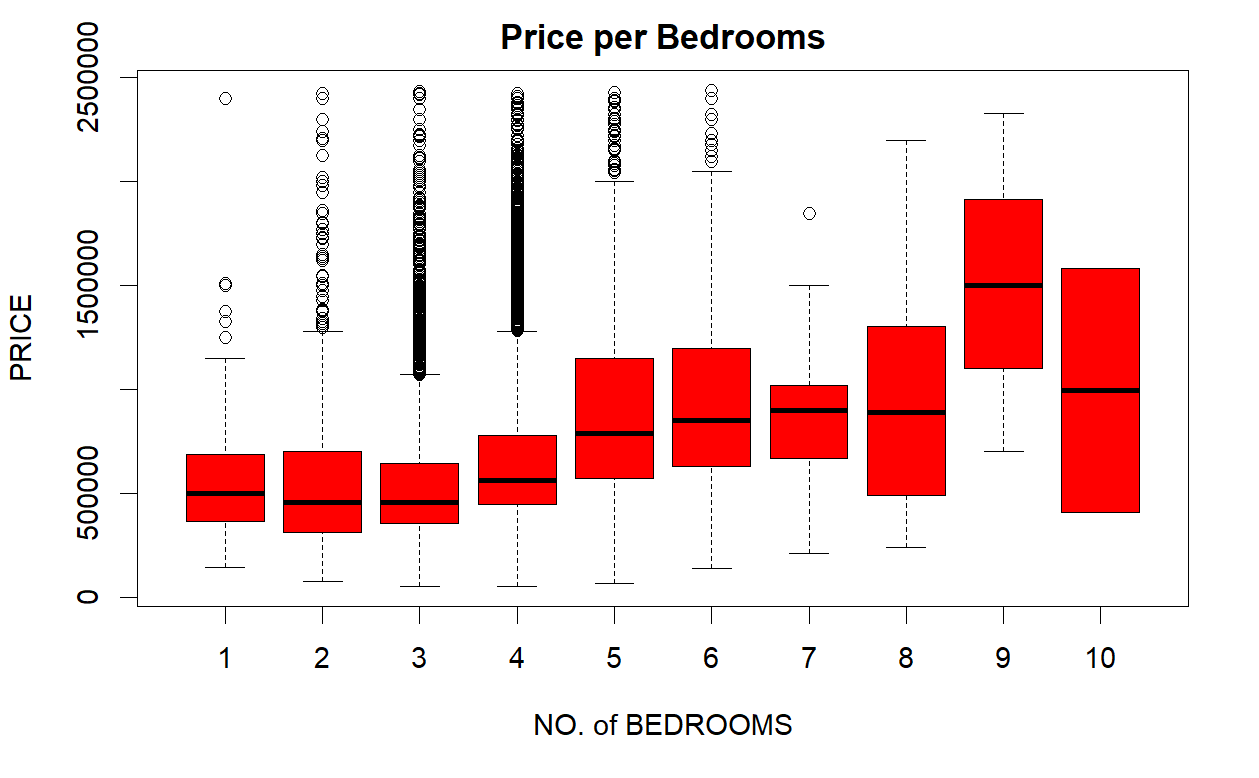 Price per Bedrooms
PRICE
2500000
1500000
500000
0
1 2 3 4 5 6 7 8 9 10
NO. of BEDROOMS